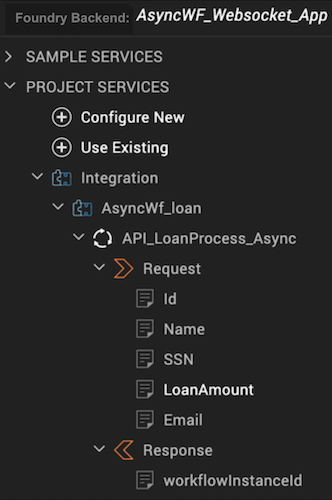 Foundry Backend: AsyncWF_Websocket_App
SAMPLE SERVICES
PROJECT SERVICES
Configure New
Use Existing
Integration
AsyncWf_loan
API_LoanProcess_Async
Request
Id
Name
SSN
LoanAmount
Email
Response
workflowInstanceId